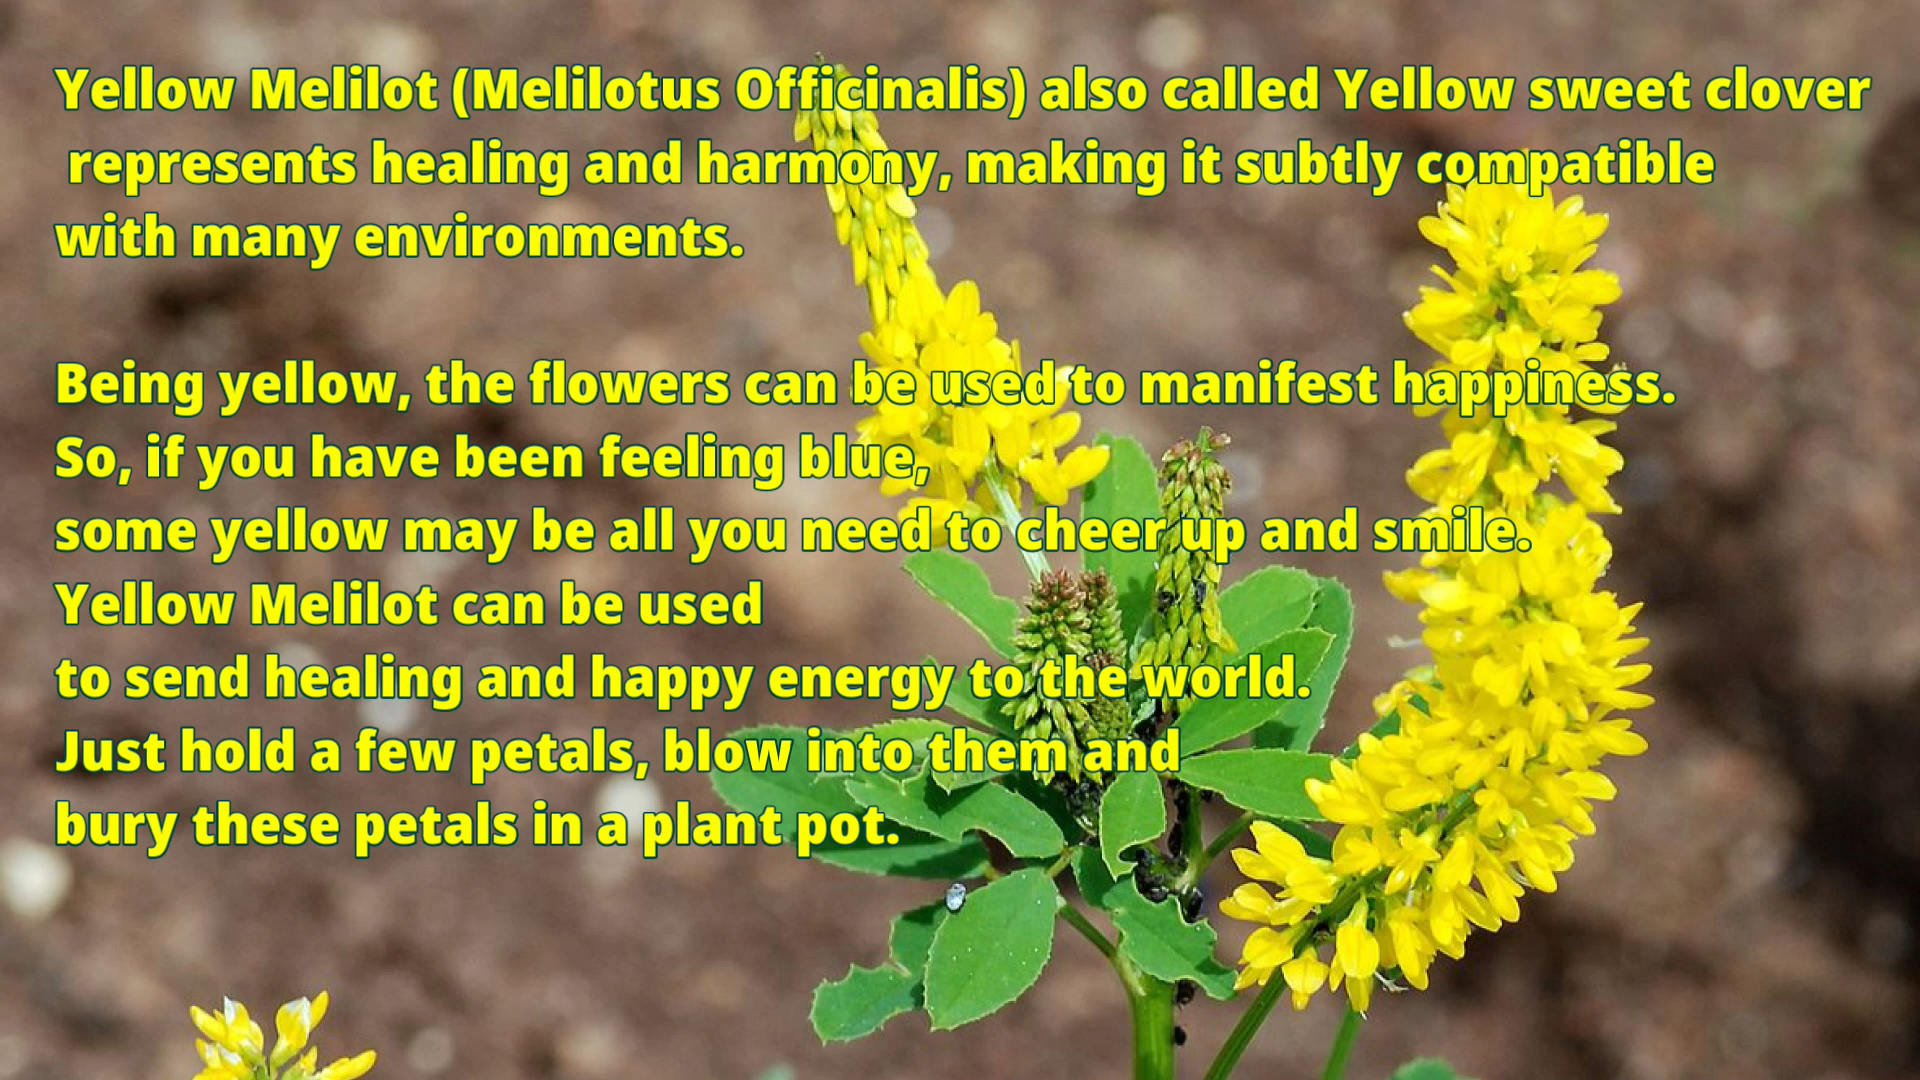 Yellow Melilot (Melilotus Officinalis) also called Yellow sweet clover
represents healing and harmony, making it subtly compatible
with many environments.
Being yellow, the flowers can be used to manifest happiness.
So, if you have been feeling blue,
some yellow may be all you need to cheer up and smile.
Yellow Melilot can be used
to send healing and happy energy to the world.
Just hold a few petals, blow into them and
bury these petals in a plant pot.